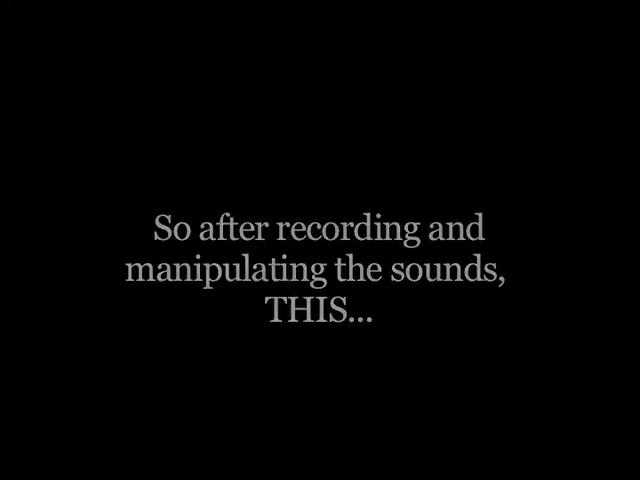 So after recording and
manipulating the sounds,
THIS...